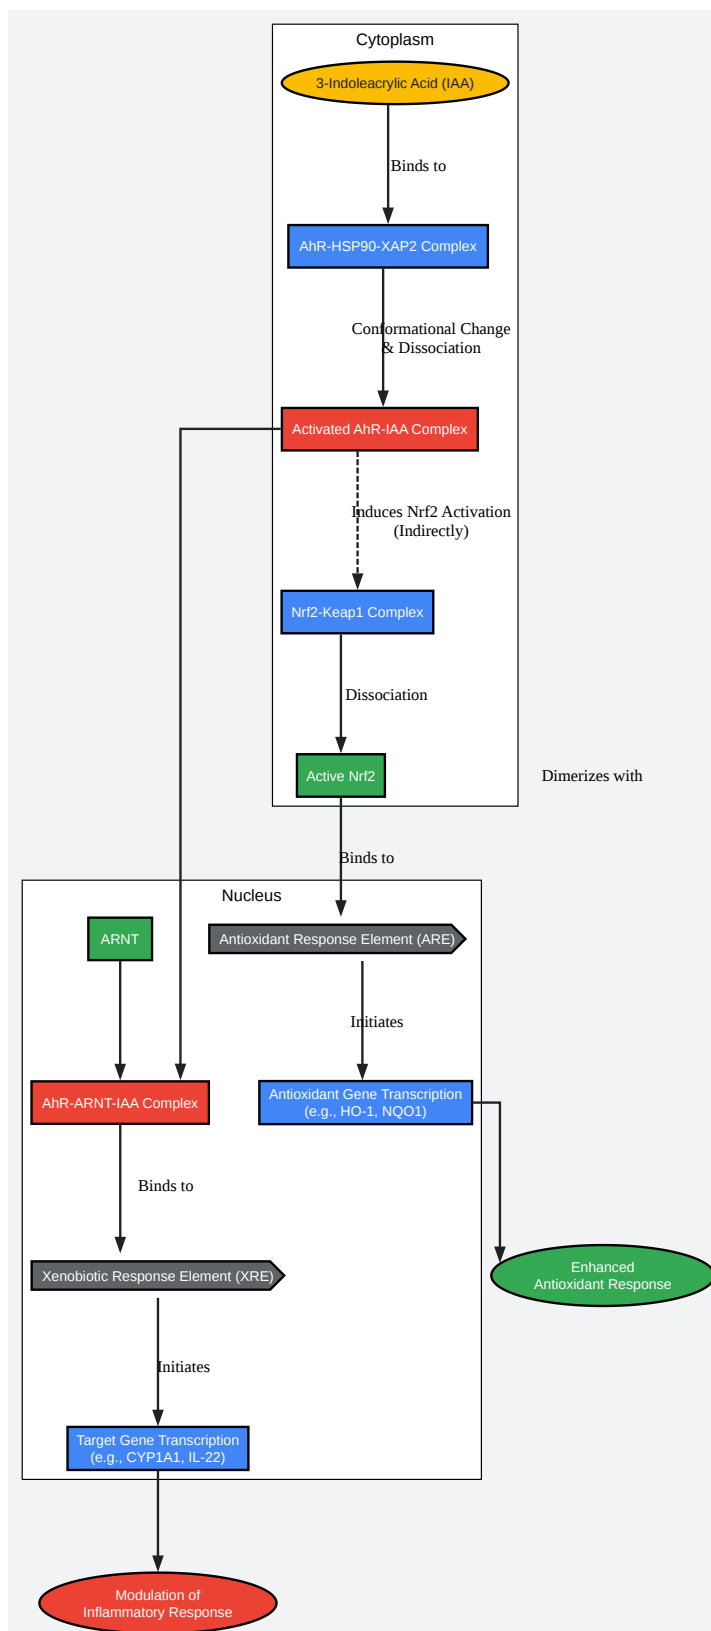 Cytoplasm
3-Indoleacrylic Acid (IAA)
Binds to
AhR-HSP90-XAP2 Complex
Conformational Change
& Dissociation
Activated AhR-IAA Complex
Induces Nrf2 Activation
(Indirectly)
Nrf2-Keap1 Complex
Dissociation
Active Nrf2
Dimerizes with
Binds to
Nucleus
ARNT
Antioxidant Response Element (ARE)
Initiates
AhR-ARNT-IAA Complex
Antioxidant Gene Transcription
(e.g., HO-1, NQO1)
Binds to
Enhanced
Antioxidant Response
Xenobiotic Response Element (XRE)
Initiates
Target Gene Transcription
(e.g., CYP1A1, IL-22)
Modulation of
Inflammatory Response